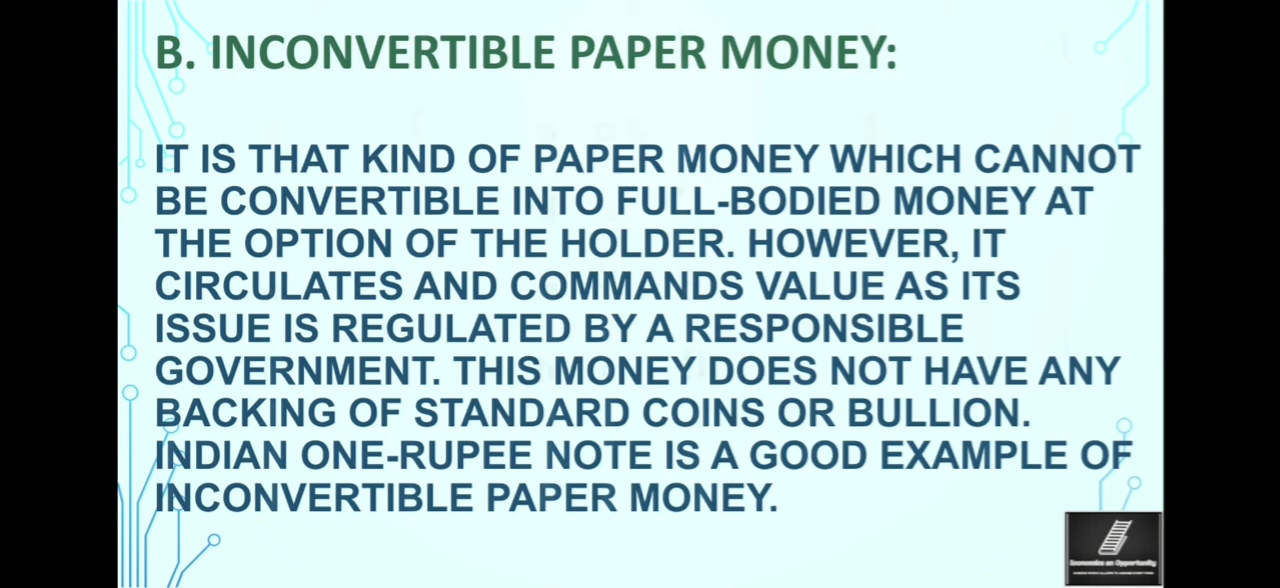 B. INCONVERTIBLE PAPER MONEY:
IT IS THAT KIND OF PAPER MONEY WHICH CANNOT
BE CONVERTIBLE INTO FULL-BODIED MONEY AT
THE OPTION OF THE HOLDER. HOWEVER, IT
CIRCULATES AND COMMANDS VALUE AS ITS
ISSUE IS REGULATED BY A RESPONSIBLE
GOVERNMENT. THIS MONEY DOES NOT HAVE ANY
BACKING OF STANDARD COINS OR BULLION.
INDIAN ONE-RUPEE NOTE IS A GOOD EXAMPLE OF
INCONVERTIBLE PAPER MONEY.
Economics an Opportunity